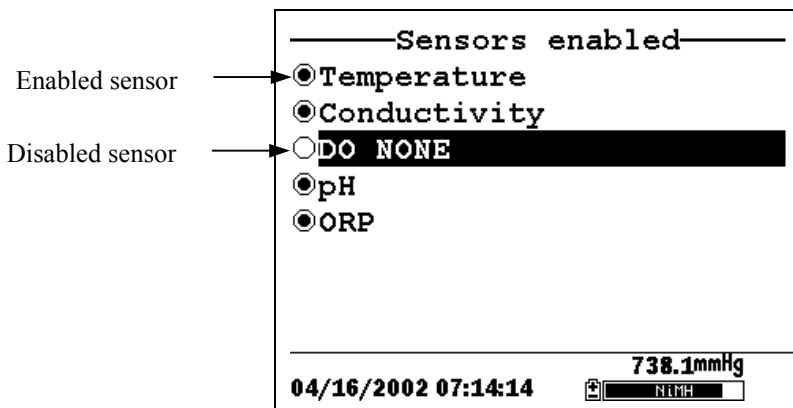 Sensors enabled
Enabled sensor
Temperature
Conductivity
Disabled sensor
DO NONE
pH
ORP
738.1mmHg
04/16/2002 07:14:14
NiMH